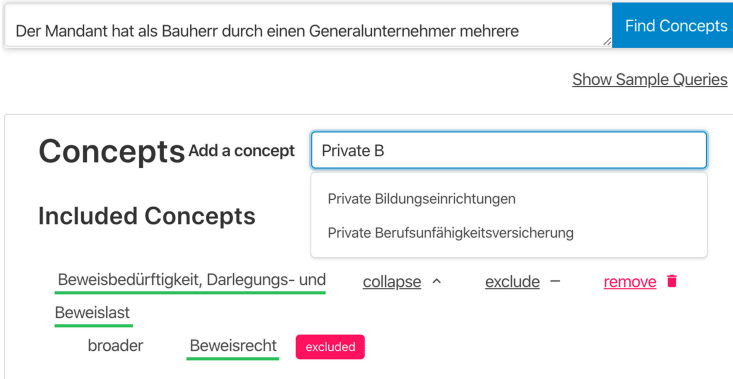 Der Mandant hat als Bauherr durch einen Generalunternehmer mehrere
Find Concepts
Show Sample Queries
Concepts Add a concept Private B
Private Bildungseinrichtungen
Included Concepts
Private Berufsunfähigkeitsversicherung
Beweisbedürftigkeit, Darlegungs- und collapse exclude remove
Beweislast
broader Beweisrecht excluded